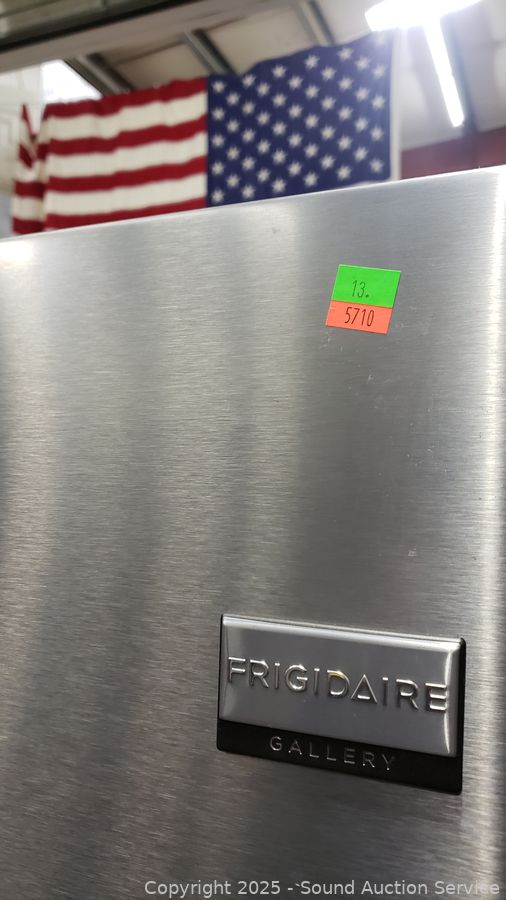 13.
5710
FRIGIDAIRE
GALLERY
Copyright 2025 - Sound Auction Service